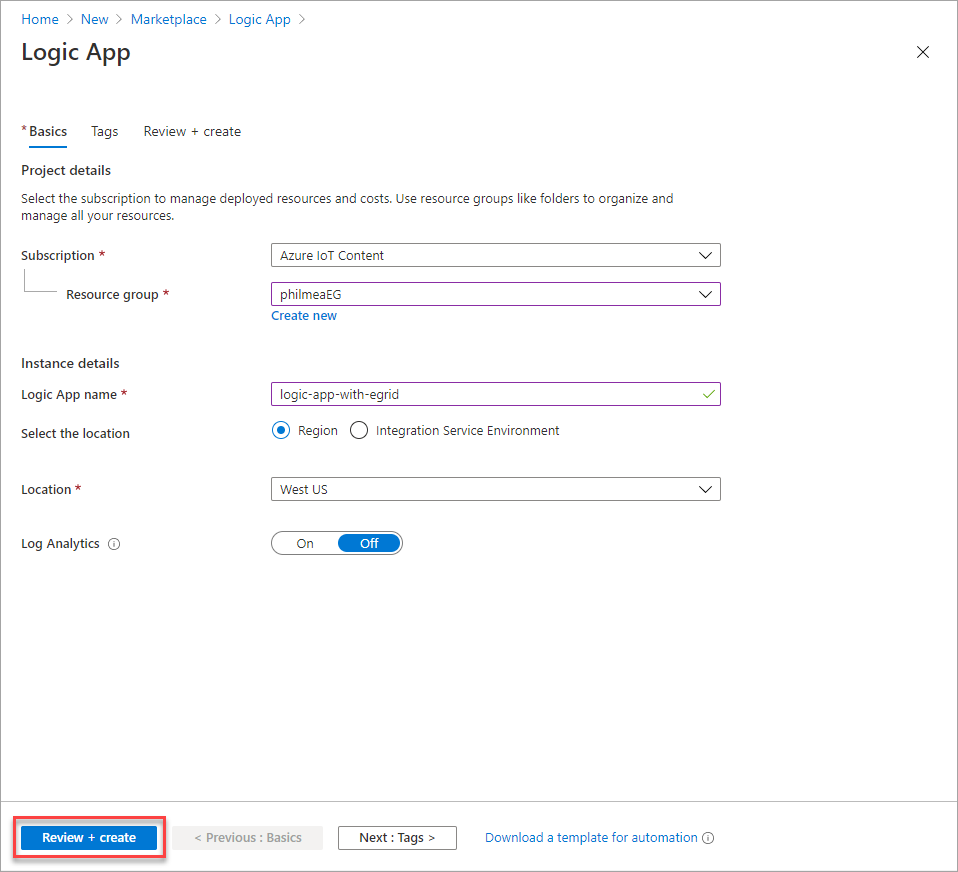 Home > New > Marketplace > Logic App >
Logic App
* Basics Tags Review + create
Project details
Select the subscription to manage deployed resources and costs. Use resource groups like folders to organize and
manage all your resources.
Subscription * Azure IoT Content
Resource group * philmeaEG
Create new
Instance details
Logic App name * logic-app-with-egrid
Select the location Region Integration Service Environment
Location * West US
Log Analytics On Off
Review + create < Previous : Basics Next : Tags > Download a template for automation